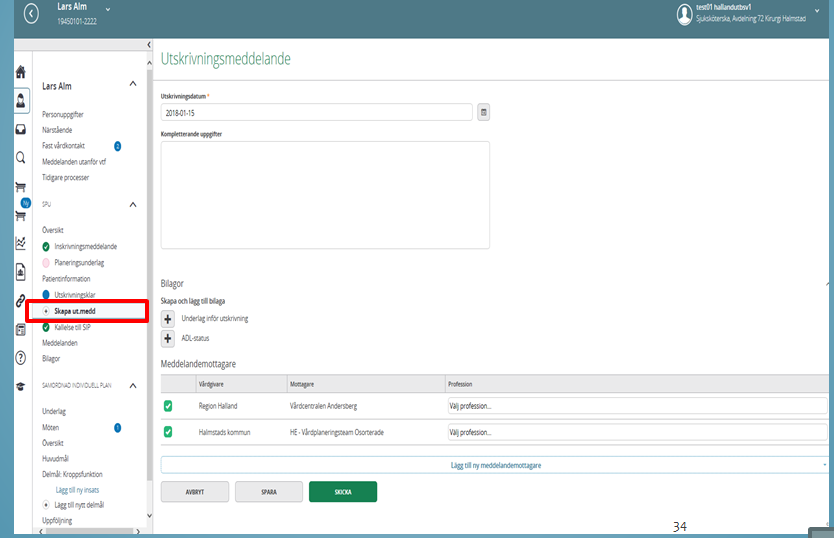 Lars Alm
19450101-2222
test01 hallandutbsv1
Sjuksköterska, Avdelning 72 Kirurgi Halmstad
Lars Alm
Personuppgifter
Närstående
Fast vårdkontakt 2
Meddelanden utanför vtf
Tidigare processer
Ny
SPU
Översikt
Inskrivningsmeddelande
Planeringsunderlag
Patientinformation
Utskrivningsklar
Skapa ut.medd
Kallelse till SIP
Meddelanden
Bilagor
SAMORDNAD INDIVIDUELL PLAN
Underlag
Möten 1
Översikt
Huvudmål
Delmål: Kroppsfunktion
Lägg till ny insats
Lägg till nytt delmål
Uppföljning
Utskrivningsmeddelande
Utskrivningsdatum *
2018-01-15
Kompletterande uppgifter
Bilagor
Skapa och lägg till bilaga
Underlag inför utskrivning
ADL-status
Meddelandemottagare
Vårdgivare Mottagare Profession
Region Halland Vårdcentralen Andersberg Välj profession...
Halmstads kommun HE - Vårdplaneringsteam Osorterade Välj profession...
Lägg till ny meddelandemottagare
AVBRYT SPARA SKICKA
34